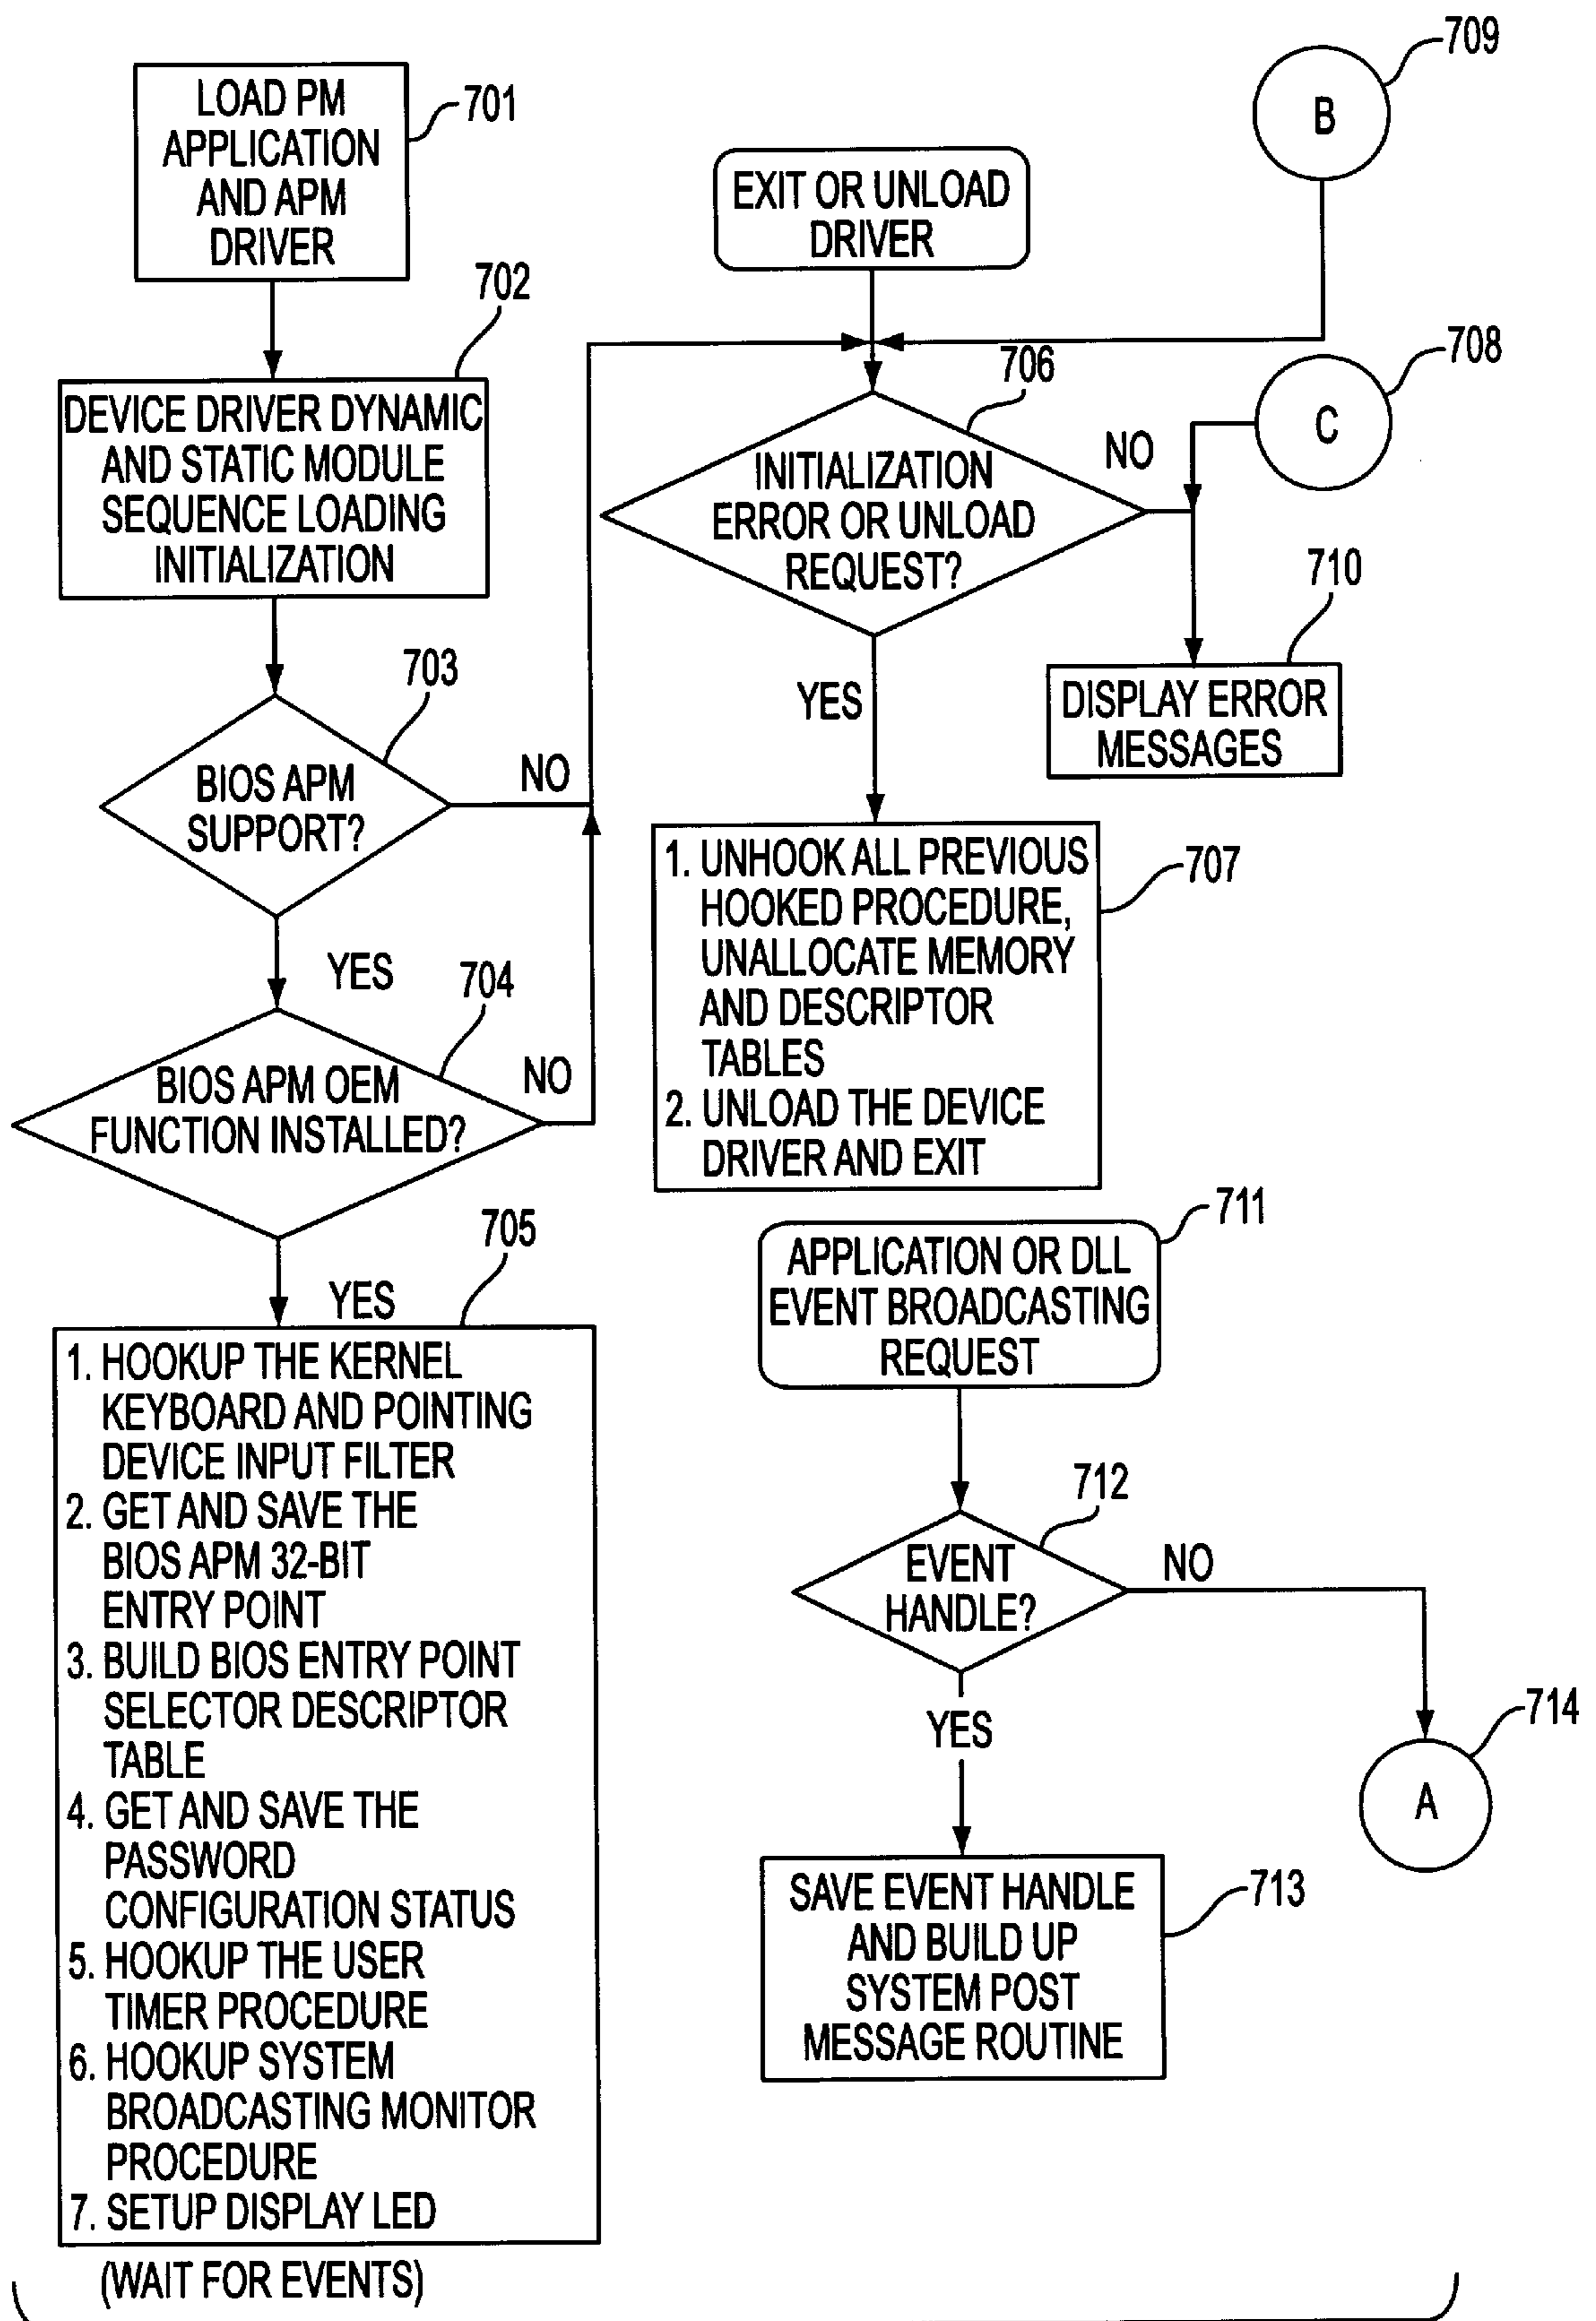 LOAD PM
APPLICATION
AND APM
DRIVER
701
702
DEVICE DRIVER DYNAMIC
AND STATIC MODULE
SEQUENCE LOADING
INITIALIZATION
703
BIOS APM
SUPPORT?
NO
YES
704
BIOS APM OEM
FUNCTION INSTALLED?
NO
YES
705
1. HOOKUP THE KERNEL
KEYBOARD AND POINTING
DEVICE INPUT FILTER
2. GET AND SAVE THE
BIOS APM 32-BIT
ENTRY POINT
3. BUILD BIOS ENTRY POINT
SELECTOR DESCRIPTOR
TABLE
4. GET AND SAVE THE
PASSWORD
CONFIGURATION STATUS
5. HOOKUP THE USER
TIMER PROCEDURE
6. HOOKUP SYSTEM
BROADCASTING MONITOR
PROCEDURE
7. SETUP DISPLAY LED
(WAIT FOR EVENTS)
EXIT OR UNLOAD
DRIVER
B
709
706
INITIALIZATION
ERROR OR UNLOAD
REQUEST?
NO
C
708
710
DISPLAY ERROR
MESSAGES
YES
1. UNHOOK ALL PREVIOUS
HOOKED PROCEDURE,
UNALLOCATE MEMORY
AND DESCRIPTOR
TABLES
2. UNLOAD THE DEVICE
DRIVER AND EXIT
707
711
APPLICATION OR DLL
EVENT BROADCASTING
REQUEST
712
EVENT
HANDLE?
NO
YES
714
A
SAVE EVENT HANDLE
AND BUILD UP
SYSTEM POST
MESSAGE ROUTINE
713